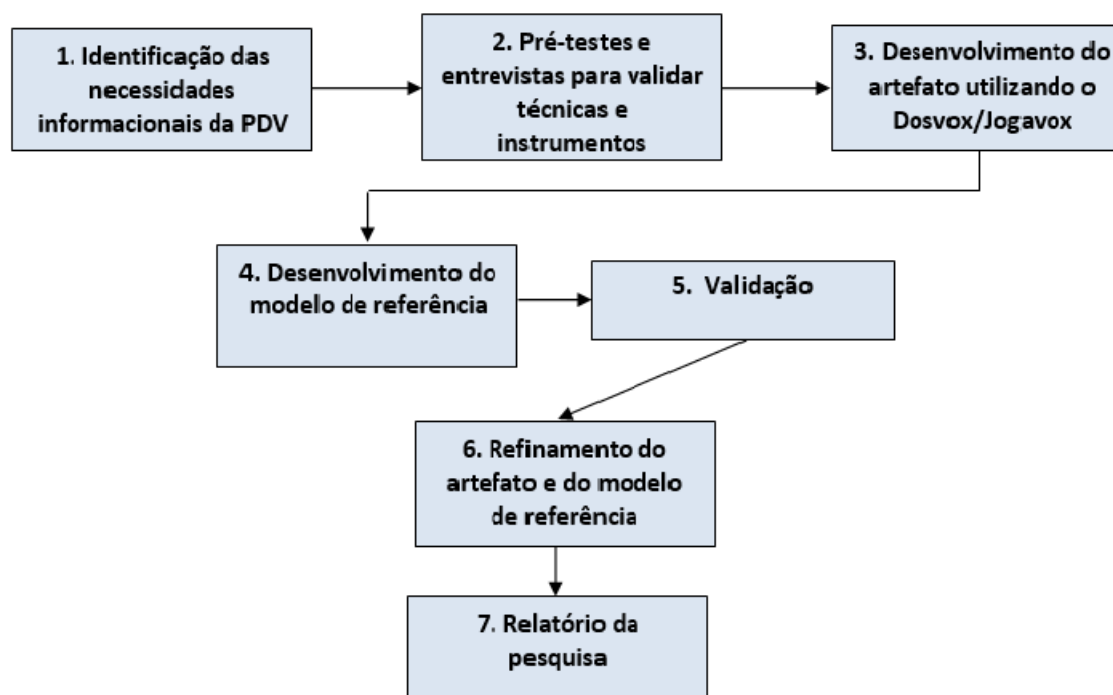 1. Identificação das
necessidades
informacionais da PDV
2. Pré-testes e
entrevistas para validar
técnicas e
instrumentos
3. Desenvolvimento do
artefato utilizando o
Dosvox/Jogavox
4. Desenvolvimento do
modelo de referência
5. Validação
6. Refinamento do
artefato e do modelo
de referência
7. Relatório da
pesquisa